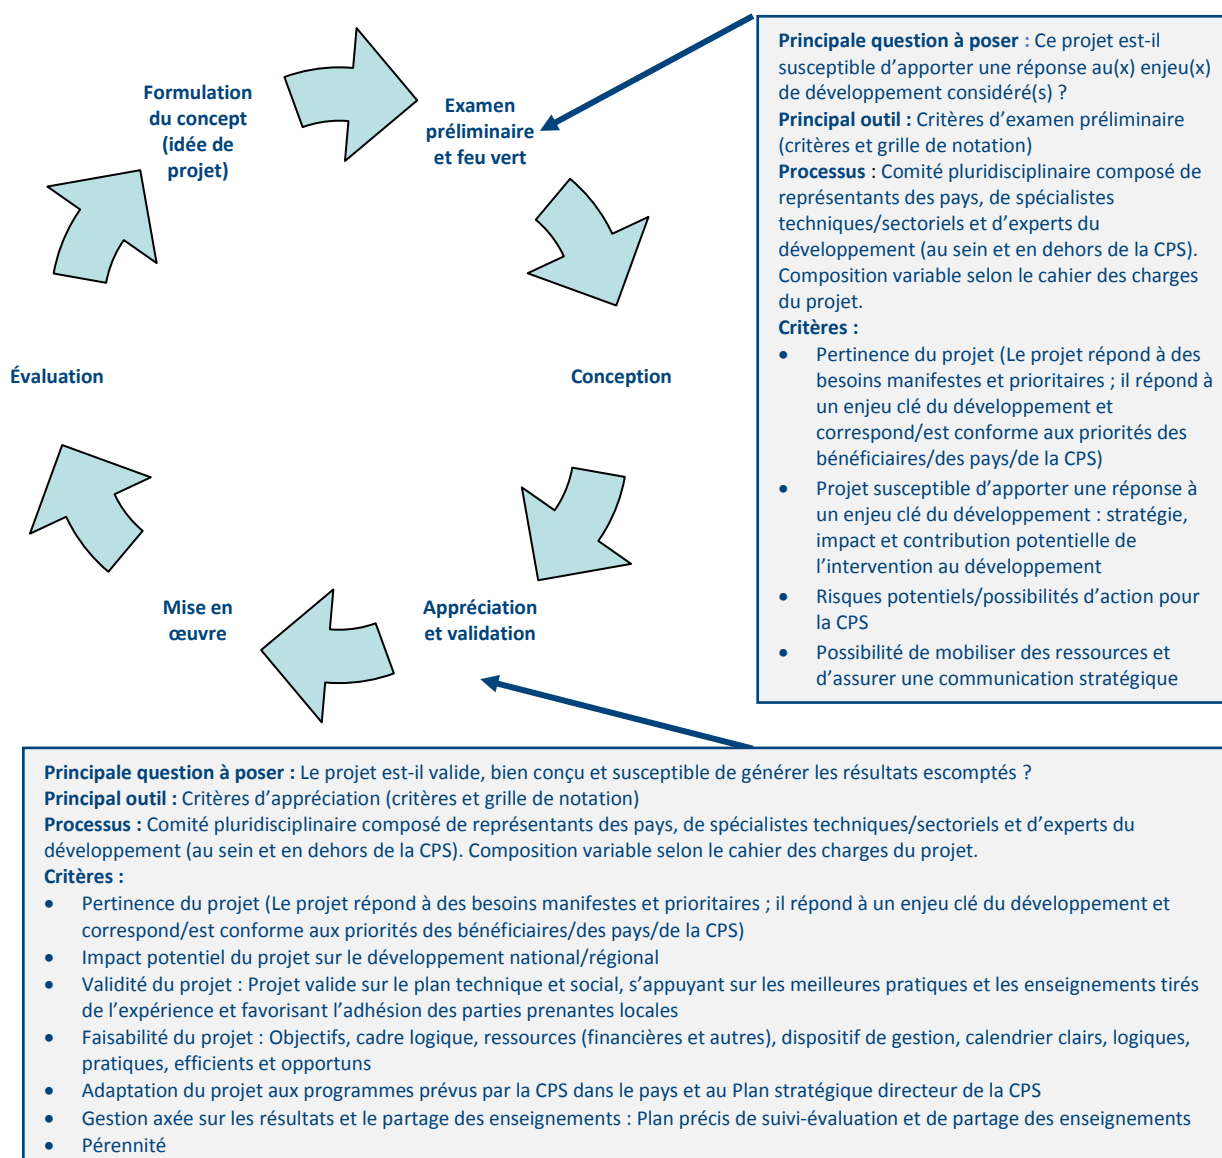 Formulation
du concept
(idée de
projet)
Examen
préliminaire
et feu vert
Évaluation
Conception
Mise en
œuvre
Appréciation
et validation
Principale question à poser : Ce projet est-il
susceptible d’apporter une réponse au(x) enjeu(x)
de développement considéré(s) ?
Principal outil : Critères d’examen préliminaire
(critères et grille de notation)
Processus : Comité pluridisciplinaire composé de
représentants des pays, de spécialistes
techniques/sectoriels et d’experts du
développement (au sein et en dehors de la CPS).
Composition variable selon le cahier des charges
du projet.
Critères :
• Pertinence du projet (Le projet répond à des
besoins manifestes et prioritaires ; il répond à
un enjeu clé du développement et
correspond/est conforme aux priorités des
bénéficiaires/des pays/de la CPS)
• Projet susceptible d’apporter une réponse à
un enjeu clé du développement : stratégie,
impact et contribution potentielle de
l’intervention au développement
• Risques potentiels/possibilités d’action pour
la CPS
• Possibilité de mobiliser des ressources et
d’assurer une communication stratégique
Principale question à poser : Le projet est-il valide, bien conçu et susceptible de générer les résultats escomptés ?
Principal outil : Critères d’appréciation (critères et grille de notation)
Processus : Comité pluridisciplinaire composé de représentants des pays, de spécialistes techniques/sectoriels et d’experts du
développement (au sein et en dehors de la CPS). Composition variable selon le cahier des charges du projet.
Critères :
• Pertinence du projet (Le projet répond à des besoins manifestes et prioritaires ; il répond à un enjeu clé du développement et
correspond/est conforme aux priorités des bénéficiaires/des pays/de la CPS)
• Impact potentiel du projet sur le développement national/régional
• Validité du projet : Projet valide sur le plan technique et social, s’appuyant sur les meilleures pratiques et les enseignements tirés
de l’expérience et favorisant l’adhésion des parties prenantes locales
• Faisabilité du projet : Objectifs, cadre logique, ressources (financières et autres), dispositif de gestion, calendrier clairs, logiques,
pratiques, efficients et opportuns
• Adaptation du projet aux programmes prévus par la CPS dans le pays et au Plan stratégique directeur de la CPS
• Gestion axée sur les résultats et le partage des enseignements : Plan précis de suivi-évaluation et de partage des enseignements
• Pérennité